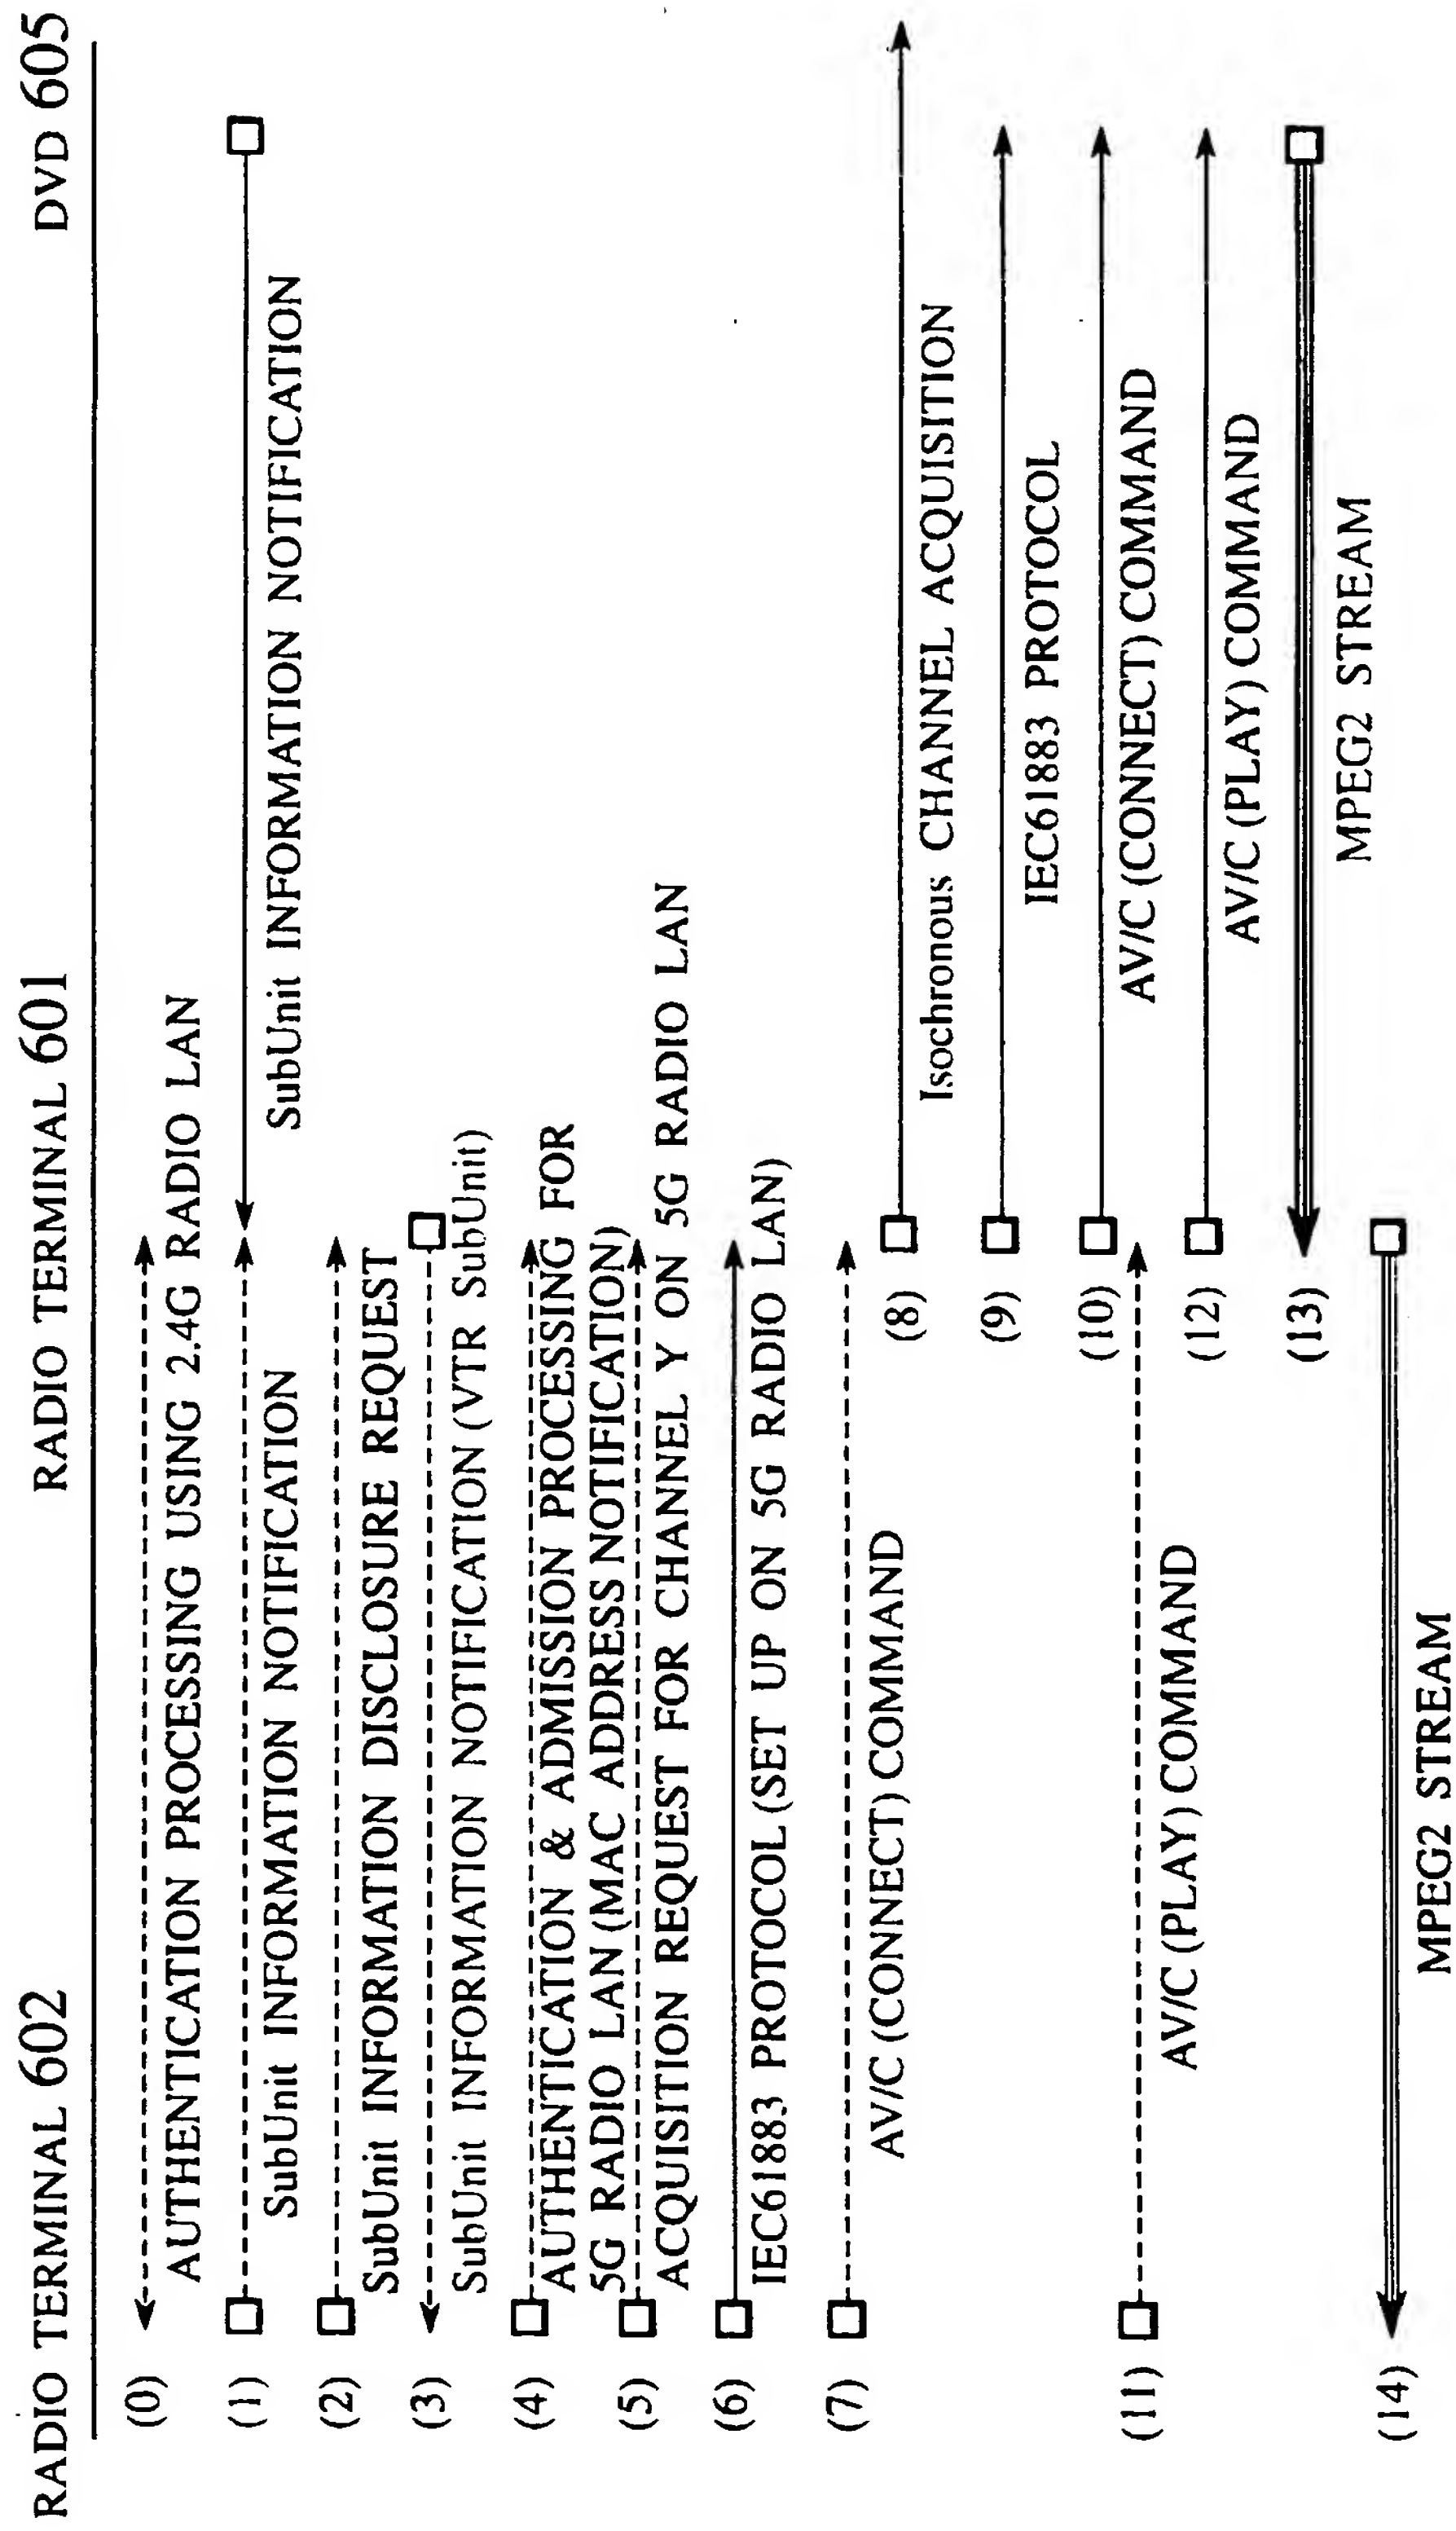 RADIO TERMINAL 602
RADIO TERMINAL 601
DVD 605
(0)
AUTHENTICATION PROCESSING USING 2.4G RADIO LAN
(1)
SubUnit INFORMATION NOTIFICATION
SubUnit INFORMATION NOTIFICATION
(2)
SubUnit INFORMATION DISCLOSURE REQUEST
(3)
SubUnit INFORMATION NOTIFICATION (VTR SubUnit)
(4)
AUTHENTICATION & ADMISSION PROCESSING FOR
5G RADIO LAN (MAC ADDRESS NOTIFICATION)
(5)
ACQUISITION REQUEST FOR CHANNEL Y ON 5G RADIO LAN
(6)
IEC61883 PROTOCOL (SET UP ON 5G RADIO LAN)
(7)
AV/C (CONNECT) COMMAND
(8)
Isochronous CHANNEL ACQUISITION
(9)
IEC61883 PROTOCOL
(10)
AV/C (CONNECT) COMMAND
(11)
AV/C (PLAY) COMMAND
(12)
AV/C (PLAY) COMMAND
(13)
MPEG2 STREAM
(14)
MPEG2 STREAM